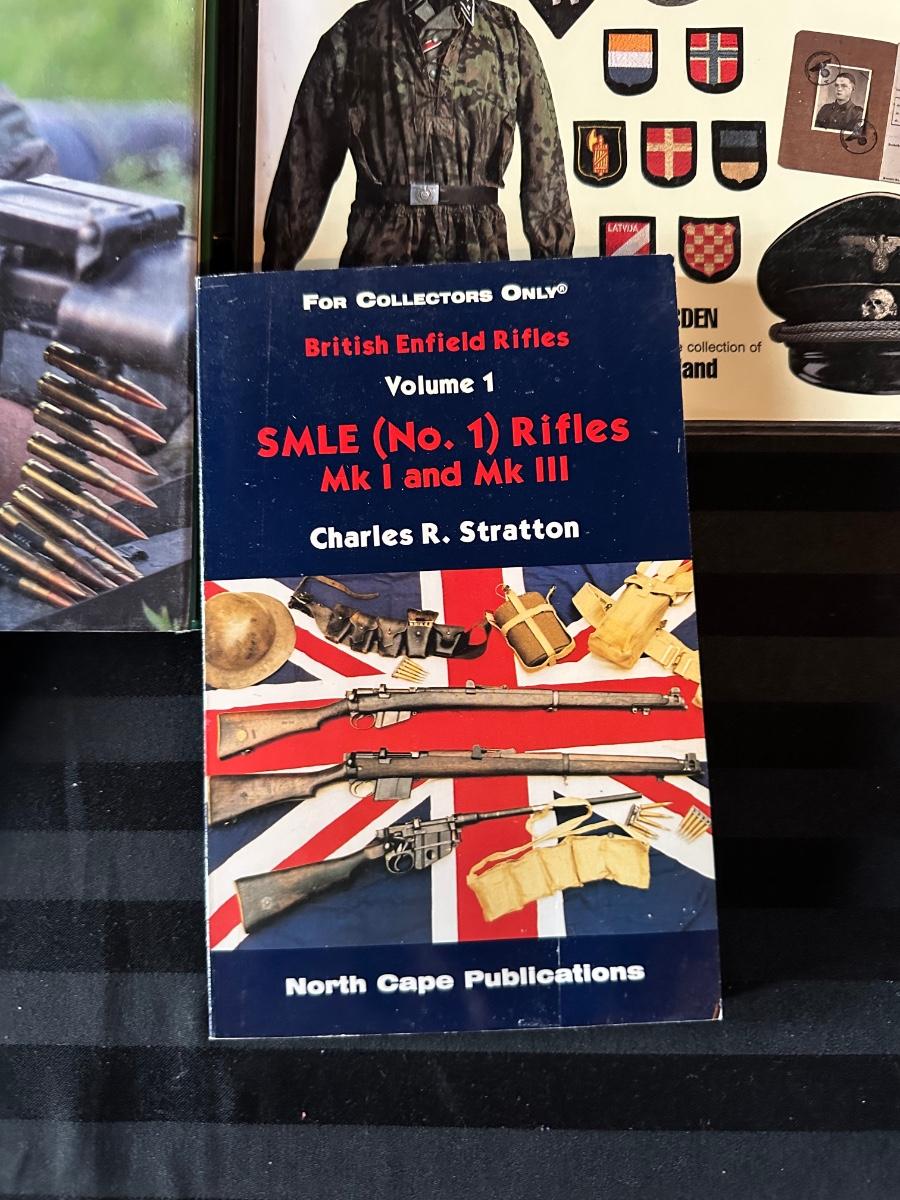 LATVIJA
DEN
e collection of
and
FOR COLLECTORS ONLY®
British Enfield Rifles
Volume 1
SMLE (No. 1) Rifles
Mk I and Mk III
Charles R. Stratton
North Cape Publications